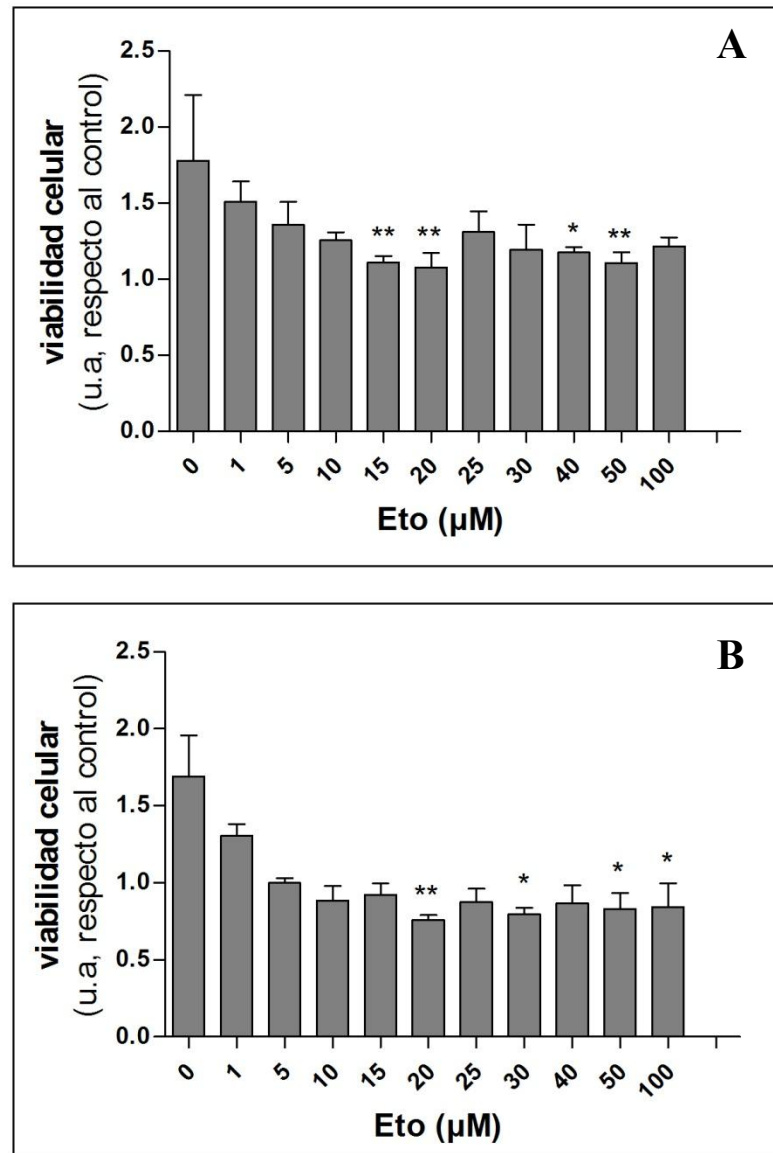 A
viabilidad celular
(u.a, respecto al control)
2.5
2.0
1.5
1.0
0.5
0.0
** ** * **
0 1 5 10 15 20 25 30 40 50 100
Eto (µM)
B
viabilidad celular
(u.a, respecto al control)
2.5
2.0
1.5
1.0
0.5
0.0
** * * *
0 1 5 10 15 20 25 30 40 50 100
Eto (µM)